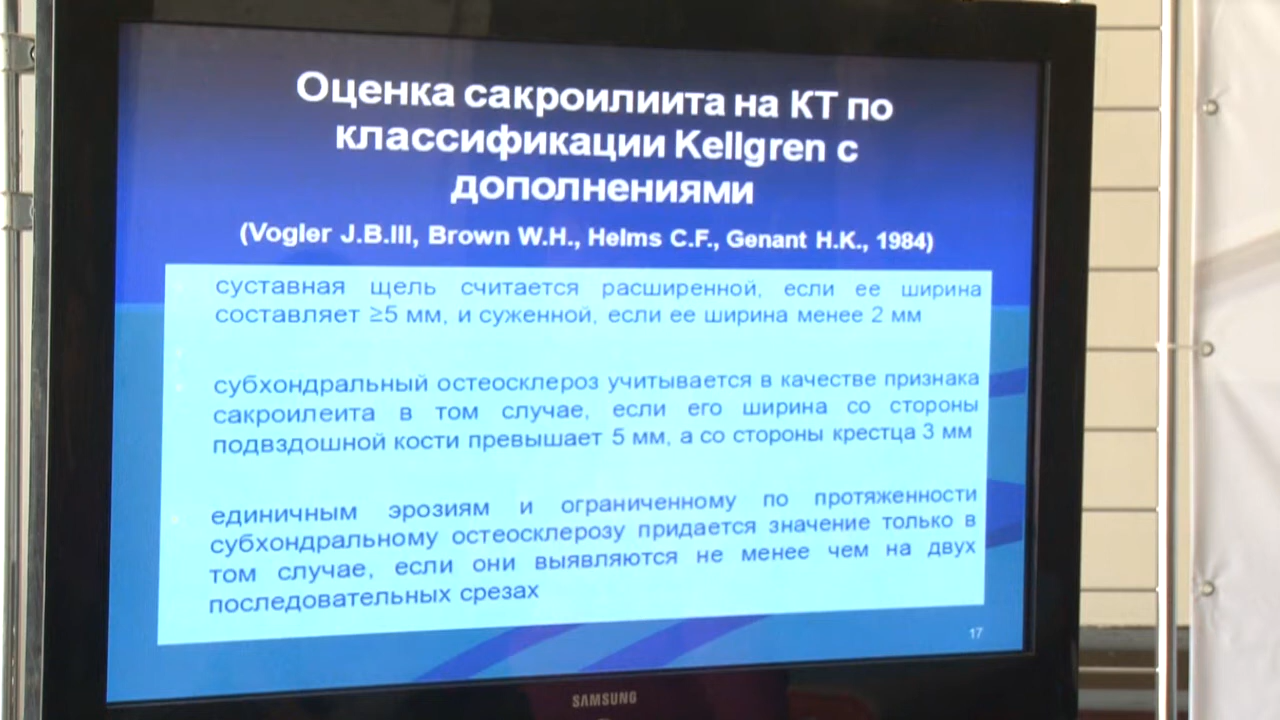 Оценка сакроилиита на КТ по
классификации Kellgren с
дополнениями
(Vogler J.B.III, Brown W.H., Helms C.F., Genant H.K., 1984)
суставная щель считается расширенной, если ее ширина
составляет ≥5 мм, и суженной, если ее ширина менее 2 мм
субхондральный остеосклероз учитывается в качестве признака
сакроилеита в том случае, если его ширина со стороны
подвздошной кости превышает 5 мм, а со стороны крестца 3 мм
единичным эрозиям и ограниченному по протяженности
субхондральному остеосклерозу придается значение только в
том случае, если они выявляются не менее чем на двух
последовательных срезах
17
SAMSUNG